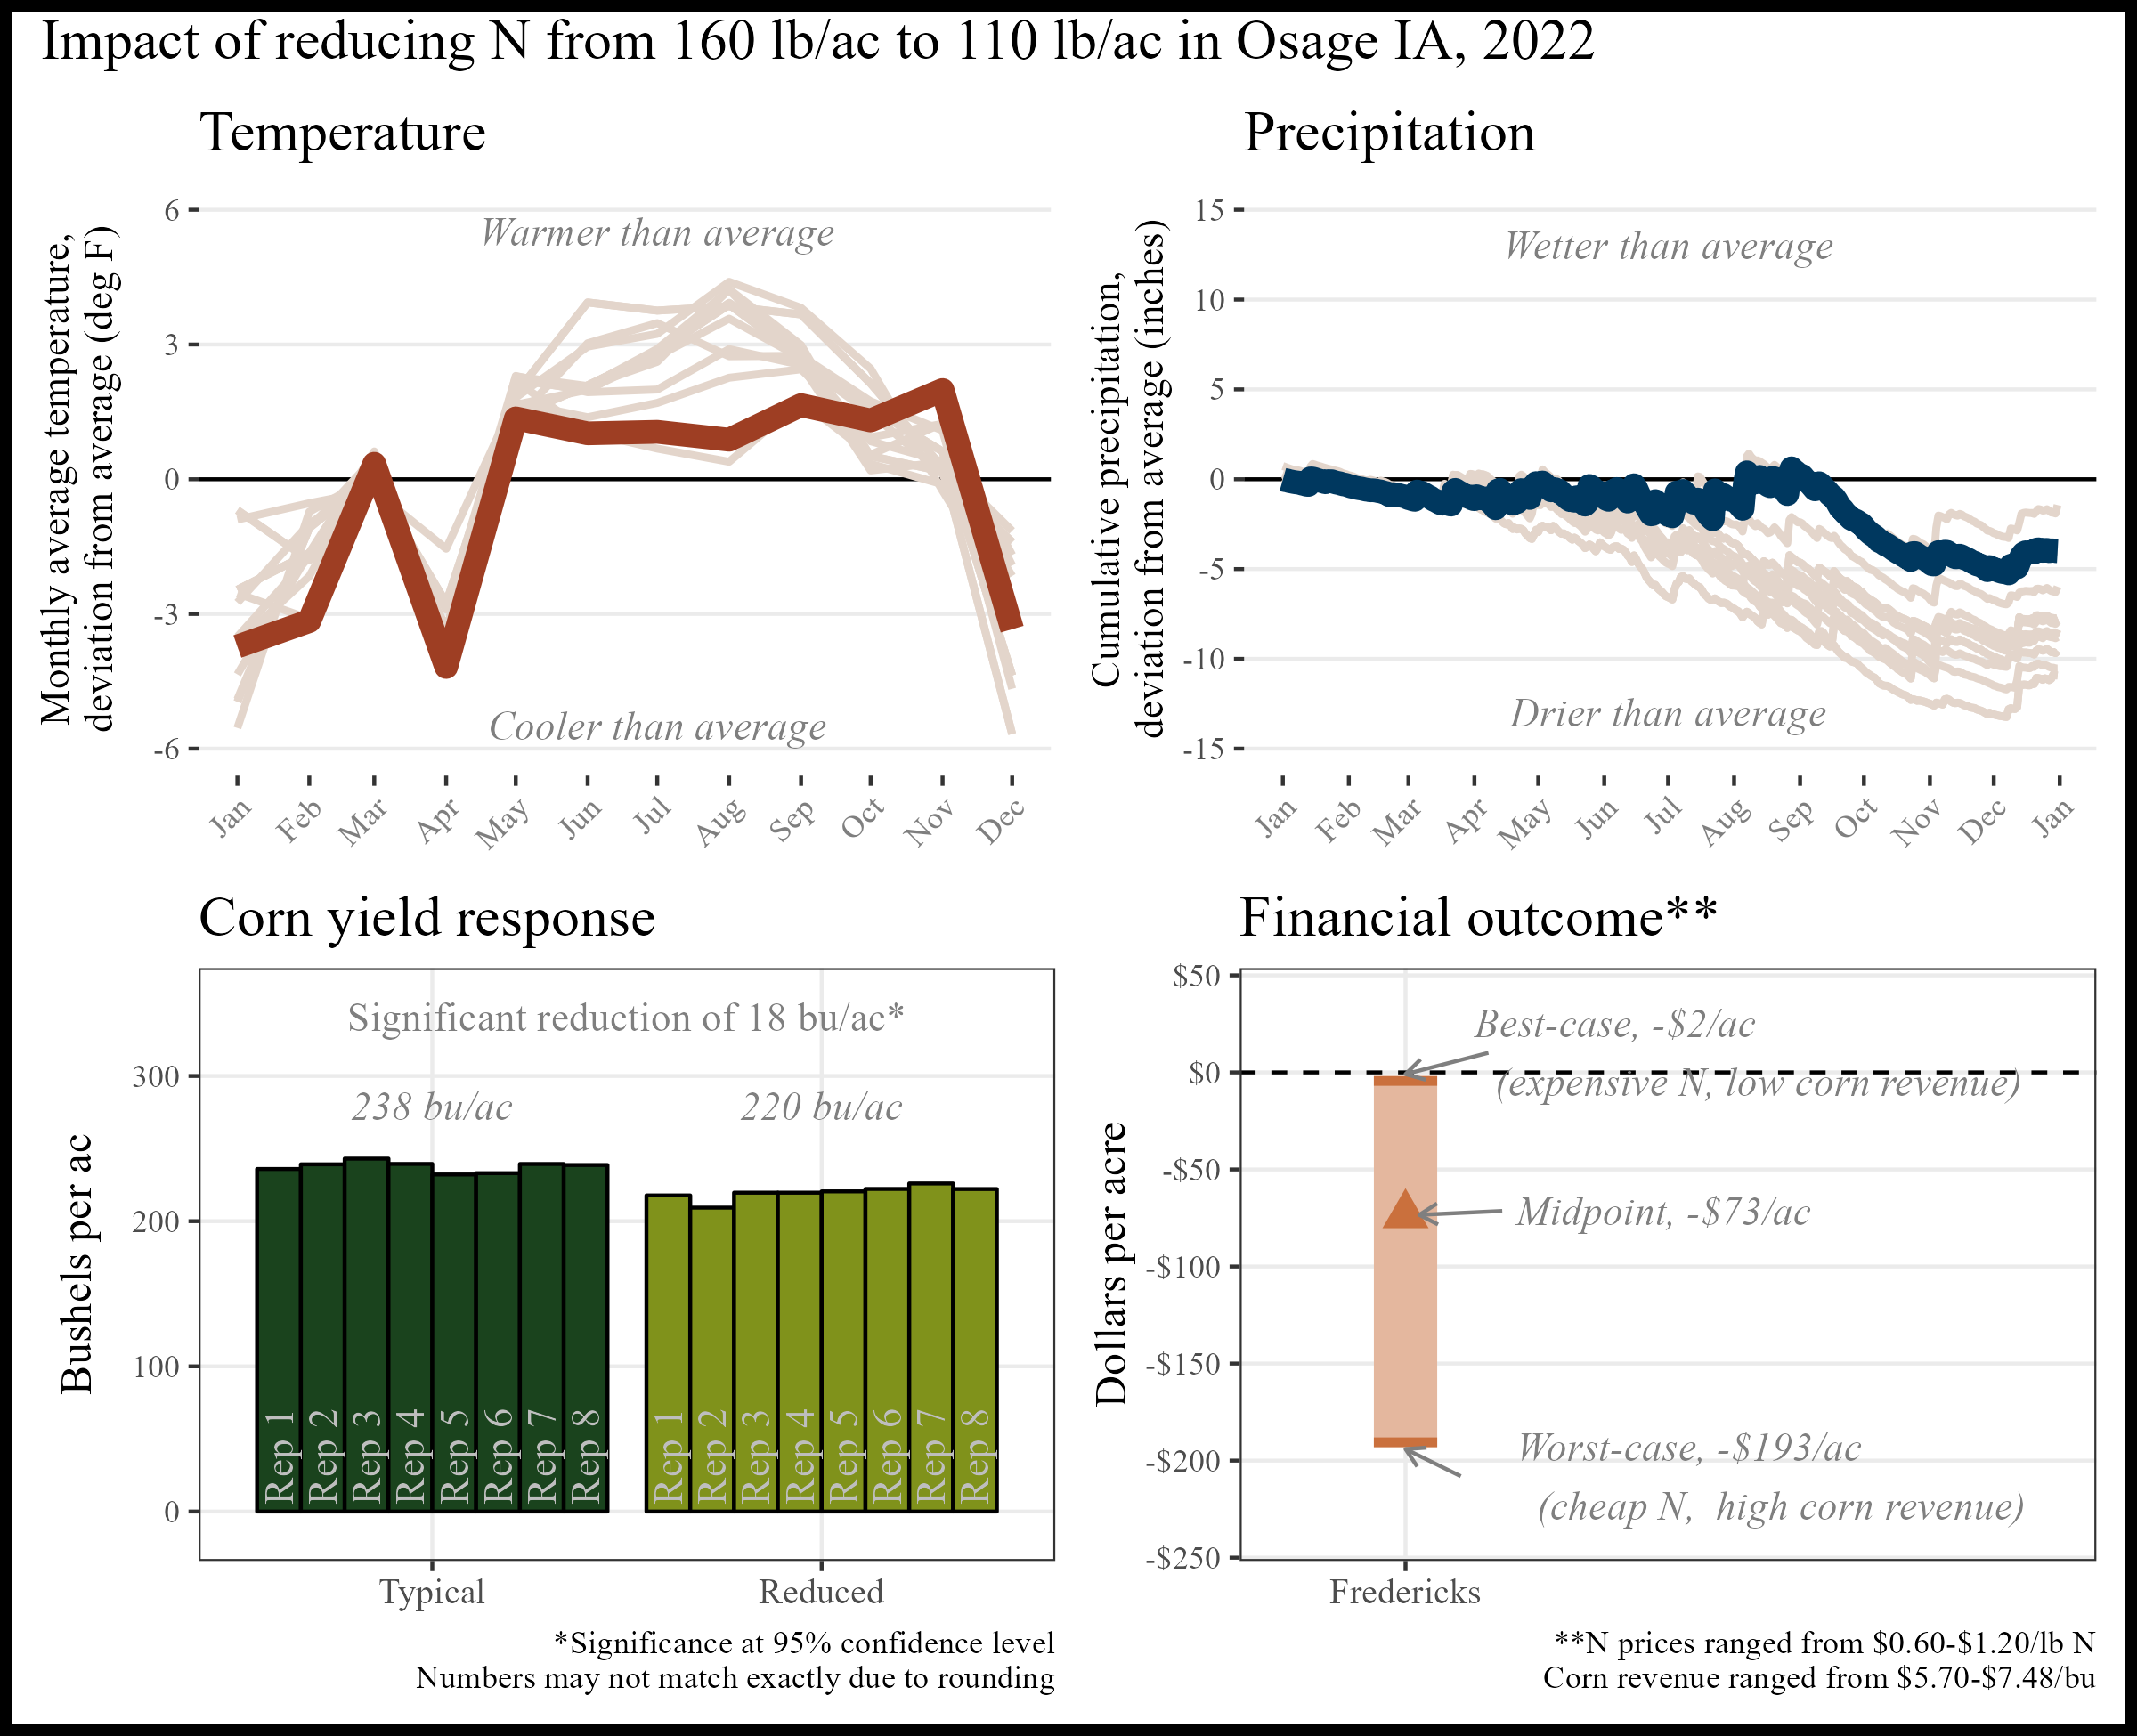 Impact of reducing N from 160 lb/ac to 110 lb/ac in Osage IA, 2022
Temperature
Monthly average temperature,
deviation from average (deg F)
6
3
0
-3
-6
Warmer than average
Cooler than average
Jan
Feb
Mar
Apr
May
Jun
Jul
Aug
Sep
Oct
Nov
Dec
Precipitation
Cumulative precipitation,
deviation from average (inches)
15
10
5
0
-5
-10
-15
Wetter than average
Drier than average
Jan
Feb
Mar
Apr
May
Jun
Jul
Aug
Sep
Oct
Nov
Dec
Jan
Corn yield response
Bushels per ac
300
200
100
0
Significant reduction of 18 bu/ac*
238 bu/ac
220 bu/ac
Rep 1
Rep 2
Rep 3
Rep 4
Rep 5
Rep 6
Rep 7
Rep 8
Rep 1
Rep 2
Rep 3
Rep 4
Rep 5
Rep 6
Rep 7
Rep 8
Typical
Reduced
*Significance at 95% confidence level
Numbers may not match exactly due to rounding
Financial outcome**
Dollars per acre
$50
$0
-$50
-$100
-$150
-$200
-$250
Best-case, -$2/ac
(expensive N, low corn revenue)
Midpoint, -$73/ac
Worst-case, -$193/ac
(cheap N,  high corn revenue)
Fredericks
**N prices ranged from $0.60-$1.20/lb N
Corn revenue ranged from $5.70-$7.48/bu